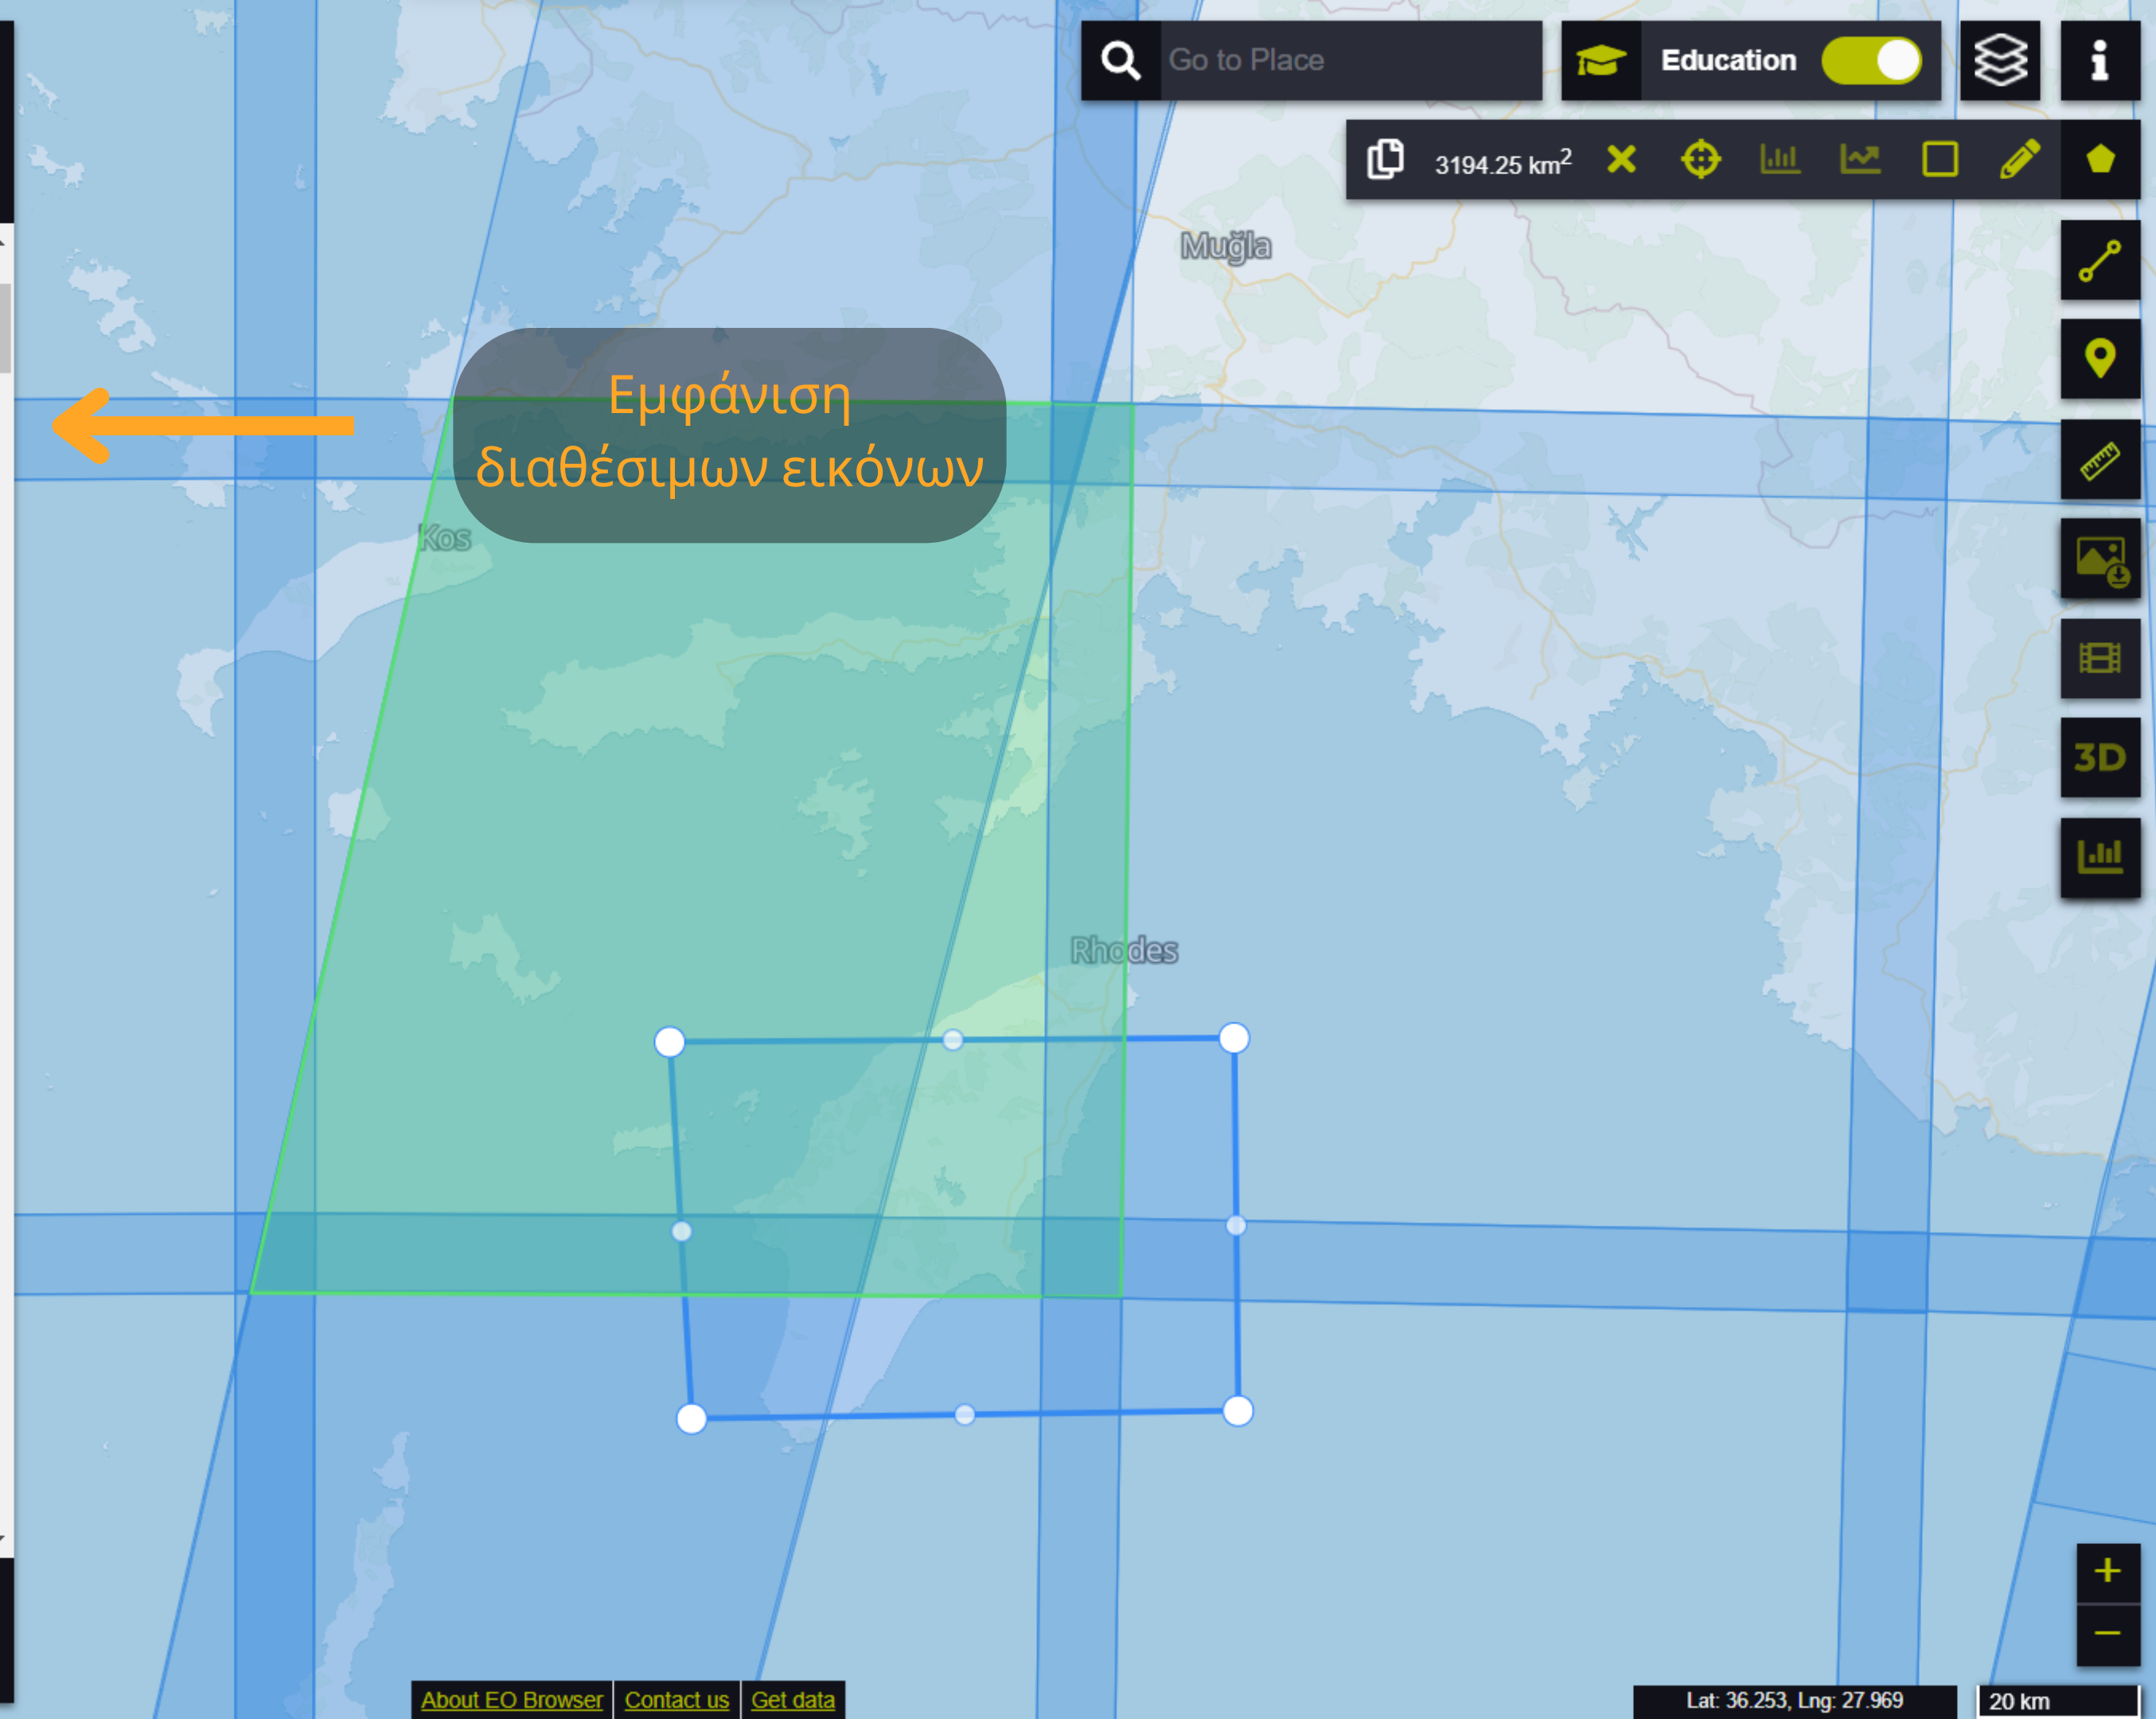 Go to Place
Education
3194.25 km²
Muğla
Εμφάνιση
διαθέσιμων εικόνων
Kos
3D
Rhodes
+
−
About EO Browser
Contact us
Get data
Lat: 36.253, Lng: 27.969
20 km